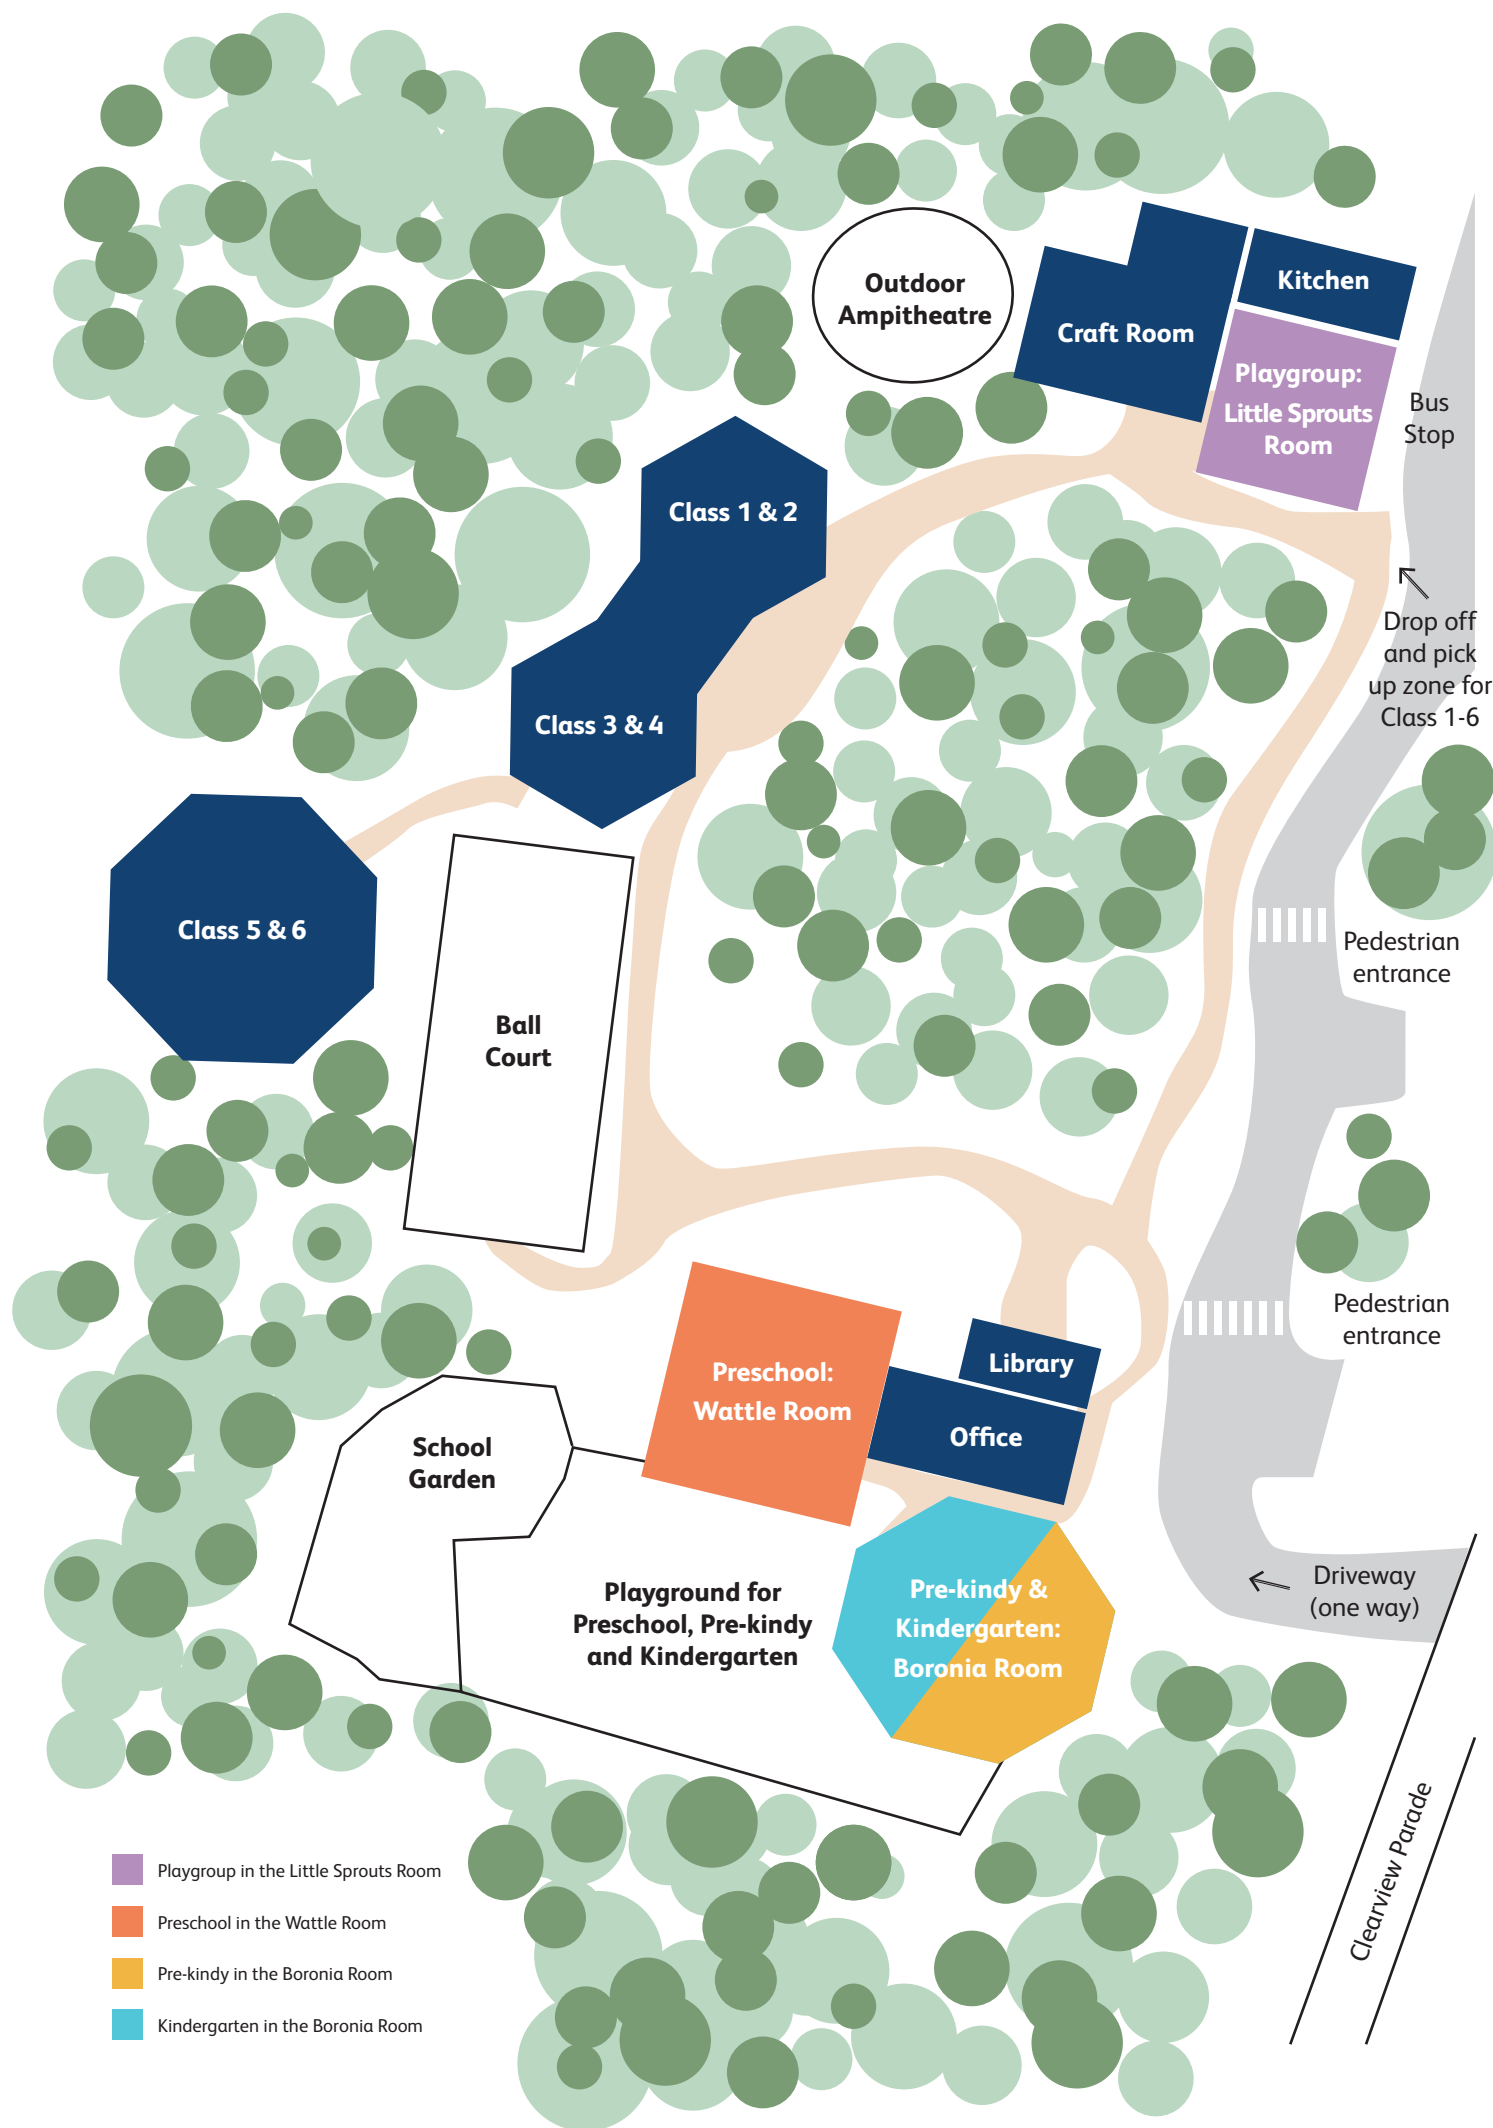 Outdoor
Ampitheatre
Kitchen
Craft Room
Playgroup:
Little Sprouts
Room
Bus
Stop
Class 1 & 2
Drop off
and pick
up zone for
Class 1-6
Class 3 & 4
Class 5 & 6
Pedestrian
entrance
Ball
Court
Pedestrian
entrance
Library
Preschool:
Wattle Room
Office
School
Garden
Driveway
(one way)
Playground for
Preschool, Pre-kindy
and Kindergarten
Pre-kindy &
Kindergarten:
Boronia Room
Clearview Parade
Playgroup in the Little Sprouts Room
Preschool in the Wattle Room
Pre-kindy in the Boronia Room
Kindergarten in the Boronia Room